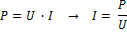 P = U · I → I = P/U